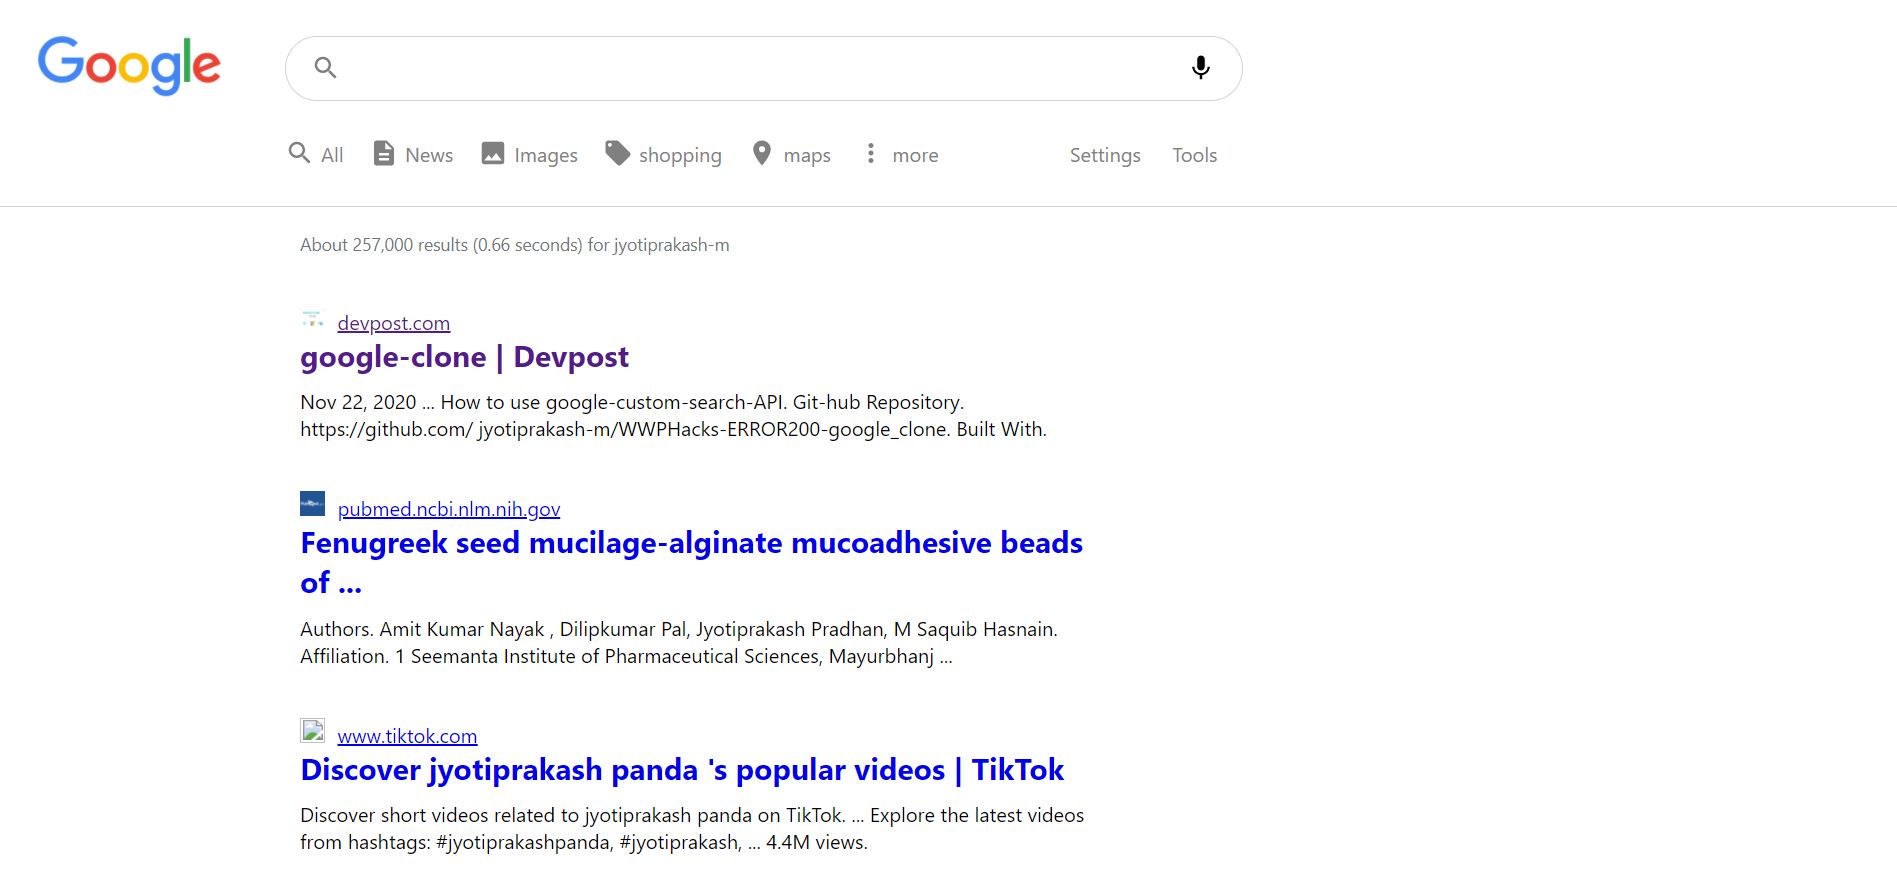 Google
All News Images shopping maps more Settings Tools
About 257,000 results (0.66 seconds) for jyotiprakash-m
devpost.com
google-clone | Devpost
Nov 22, 2020 ... How to use google-custom-search-API. Git-hub Repository.
https://github.com/ jyotiprakash-m/WWPHacks-ERROR200-google_clone. Built With.
pubmed.ncbi.nlm.nih.gov
Fenugreek seed mucilage-alginate mucoadhesive beads
of ...
Authors. Amit Kumar Nayak , Dilipkumar Pal, Jyotiprakash Pradhan, M Saquib Hasnain.
Affiliation. 1 Seemanta Institute of Pharmaceutical Sciences, Mayurbhanj ...
www.tiktok.com
Discover jyotiprakash panda 's popular videos | TikTok
Discover short videos related to jyotiprakash panda on TikTok. ... Explore the latest videos
from hashtags: #jyotiprakashpanda, #jyotiprakash, ... 4.4M views.